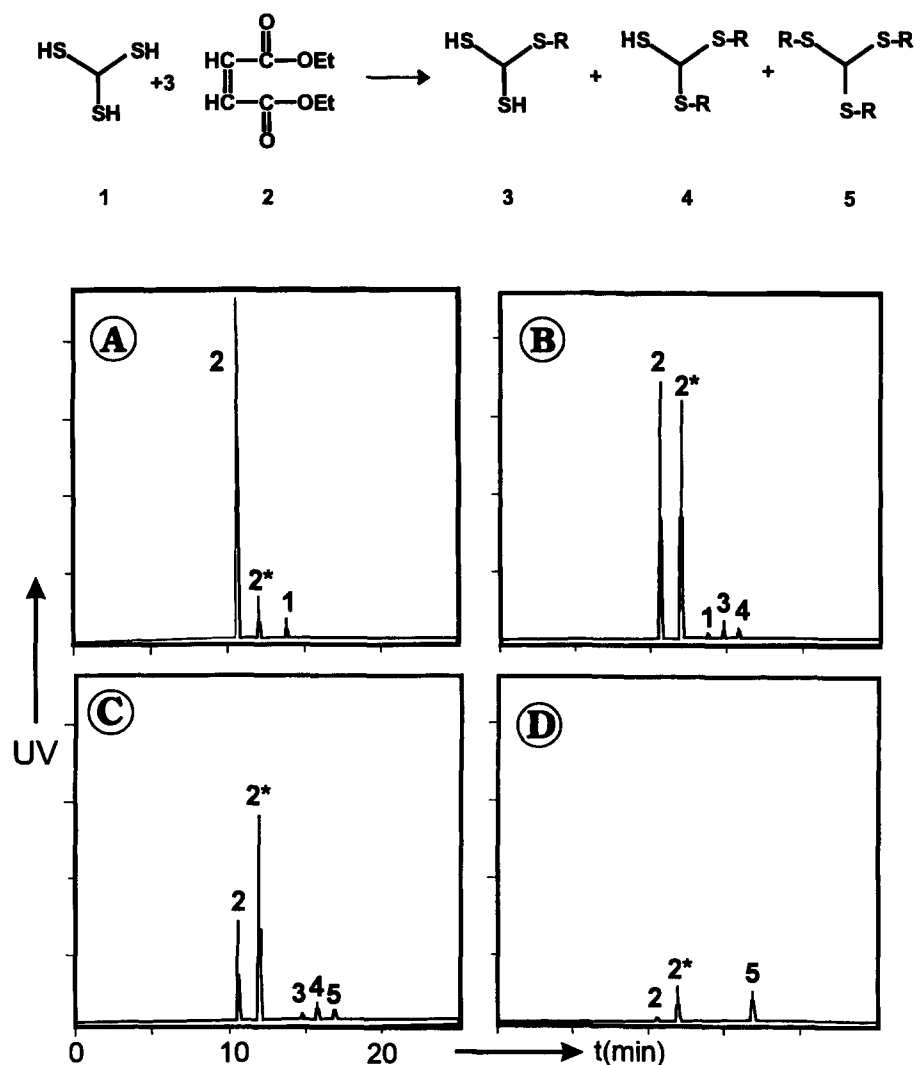 HS SH +3 SH
O HC C OEt
HC C OEt O
HS S-R SH
+
HS S-R S-R
+
R-S S-R S-R
1 2 3 4 5
A
2
2*
1
B
2
2*
1
3
4
C
2
2*
3
4
5
D
2
2*
5
UV
0 10 20 t(min)